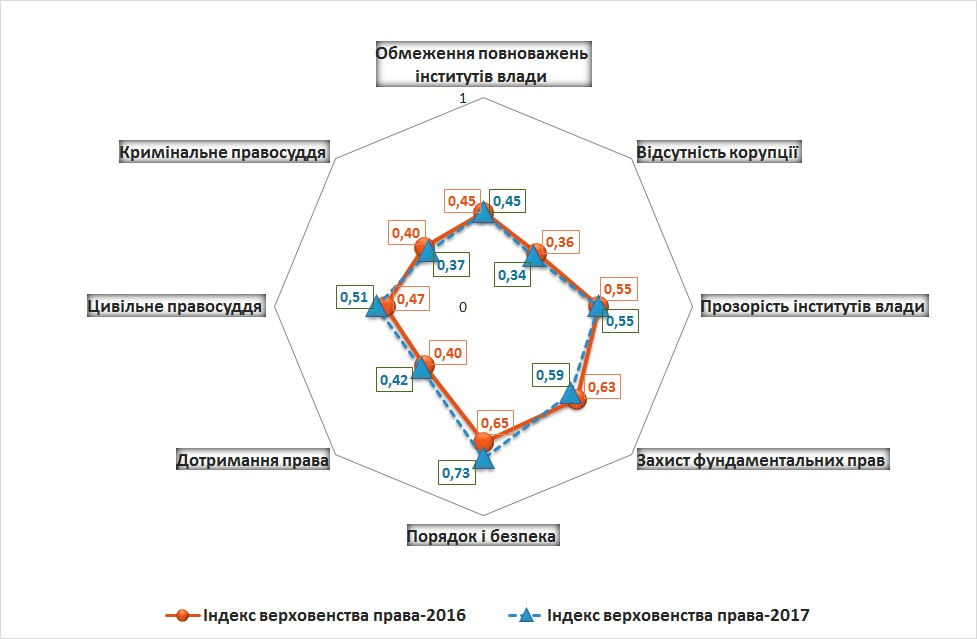 Обмеження повноважень
інститутів влади
1
Кримінальне правосуддя
Відсутність корупції
0,45
0,45
0,40
0,36
0,37
0,34
Цивільне правосуддя
0,51
0,47
0
0,55
0,55
Прозорість інститутів влади
0,40
0,42
0,59
0,63
0,65
0,73
Дотримання права
Захист фундаментальних прав
Порядок і безпека
Індекс верховенства права-2016
Індекс верховенства права-2017